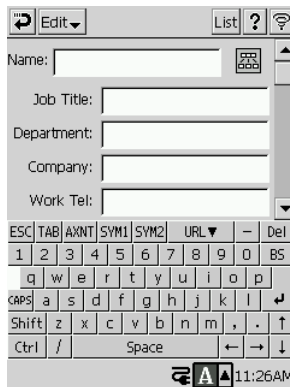 Edit▼ List ?
Name:
Job Title:
Department:
Company:
Work Tel:
ESC TAB AXNT SYM1 SYM2 URL▼ – Del
1 2 3 4 5 6 7 8 9 0 BS
q w e r t y u i o p
CAPS a s d f g h j k l ↵
Shift z x c v b n m , . ↑
Ctrl / Space ← → ↓
A ▲ 11:26AM